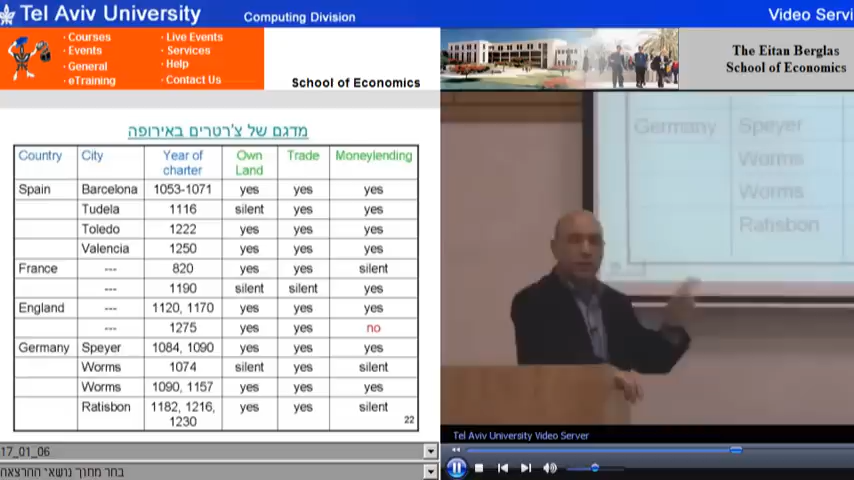 Tel Aviv University
Computing Division
Video Servi
· Courses
· Events
· General
· eTraining
· Live Events
· Services
· Help
· Contact Us
School of Economics
The Eitan Berglas
School of Economics
מדגם של צ'רטרים באירופה
Country City Year of charter Own Land Trade Moneylending
Spain Barcelona 1053-1071 yes yes yes
Tudela 1116 silent yes yes
Toledo 1222 yes yes yes
Valencia 1250 yes yes yes
France --- 820 yes yes silent
--- 1190 silent silent yes
England --- 1120, 1170 yes yes yes
--- 1275 yes yes no
Germany Speyer 1084, 1090 yes yes yes
Worms 1074 silent yes silent
Worms 1090, 1157 yes yes yes
Ratisbon 1182, 1216, 1230 yes yes silent
22
Germany Speyer
Worms
Worms
Ratisbon
Tel Aviv University Video Server
17_01_06
בחר מתוך נושאי ההרצאה